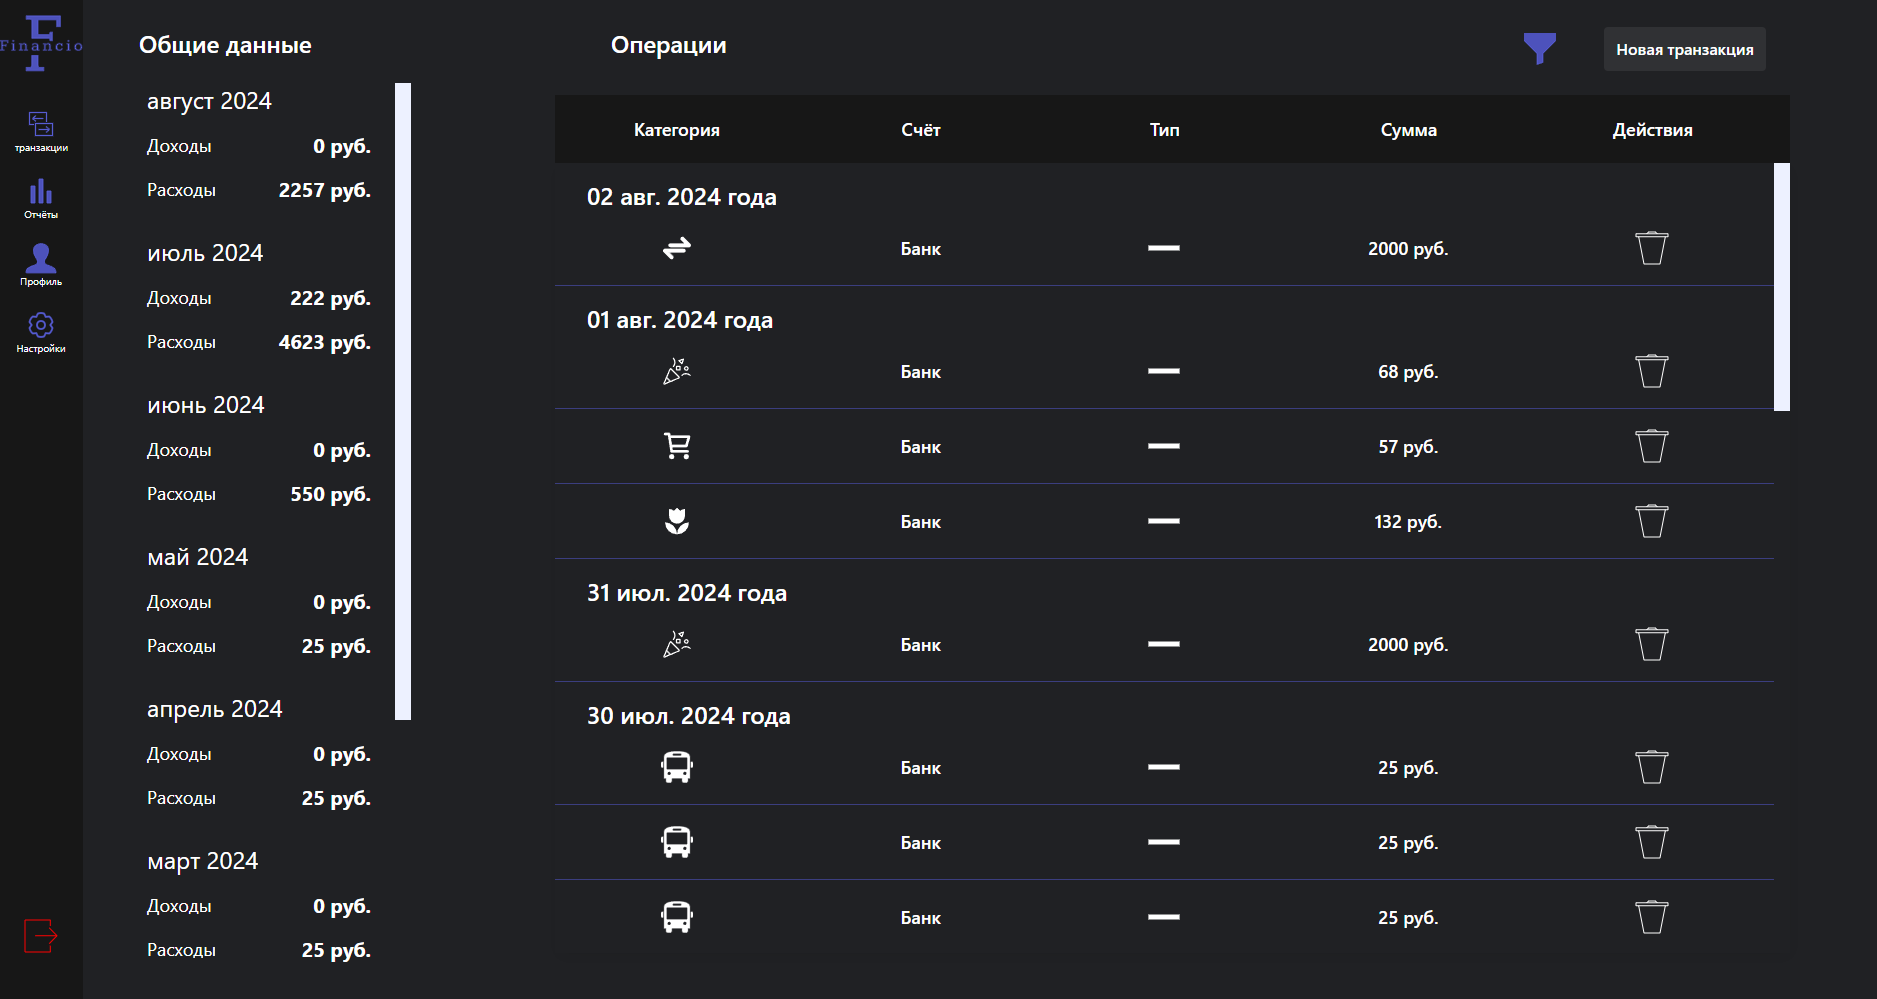 Financio
транзакции
Отчёты
Профиль
Настройки
Общие данные
август 2024
Доходы 0 руб.
Расходы 2257 руб.
июль 2024
Доходы 222 руб.
Расходы 4623 руб.
июнь 2024
Доходы 0 руб.
Расходы 550 руб.
май 2024
Доходы 0 руб.
Расходы 25 руб.
апрель 2024
Доходы 0 руб.
Расходы 25 руб.
март 2024
Доходы 0 руб.
Расходы 25 руб.
Операции
Новая транзакция
Категория Счёт Тип Сумма Действия
02 авг. 2024 года
Банк 2000 руб.
01 авг. 2024 года
Банк 68 руб.
Банк 57 руб.
Банк 132 руб.
31 июл. 2024 года
Банк 2000 руб.
30 июл. 2024 года
Банк 25 руб.
Банк 25 руб.
Банк 25 руб.